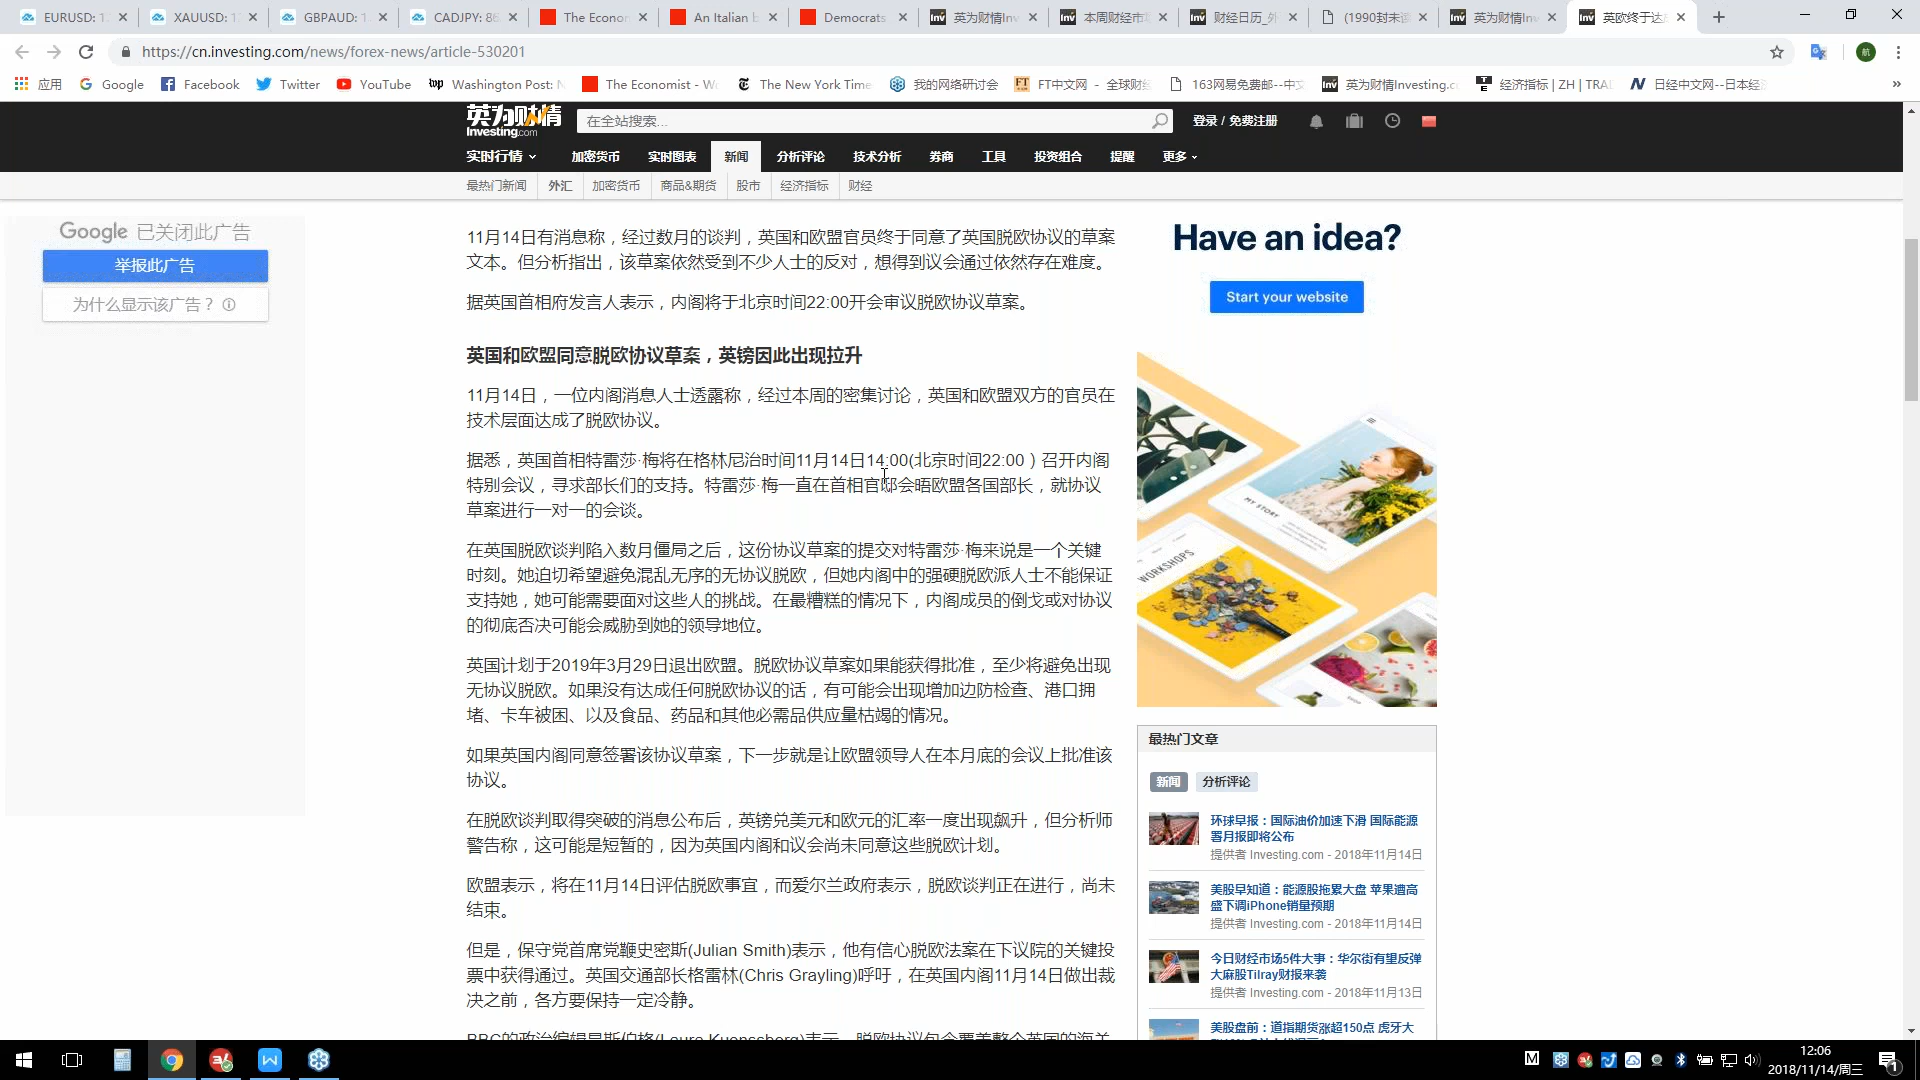 EURUSD: 1.
XAUUSD: 1
GBPAUD: 1.
CADJPY: 86
The Econor
An Italian b
Democrats
英为财情Inv
本周财经市
财经日历_外
(1990封未读
英为财情Inv
英欧终于达
https://cn.investing.com/news/forex-news/article-530201
航
应用
Google
Facebook
Twitter
YouTube
Washington Post:
The Economist - W
The New York Time
我的网络研讨会
FT中文网 - 全球财经
163网易免费邮--中文
英为财情Investing.c
经济指标 | ZH | TRAD
日经中文网--日本经
英为财情
Investing.com
在全站搜索...
登录 / 免费注册
实时行情 加密货币 实时图表 新闻 分析评论 技术分析 券商 工具 投资组合 提醒 更多
最热门新闻 外汇 加密货币 商品&期货 股市 经济指标 财经
Google 已关闭此广告
举报此广告
为什么显示该广告？
11月14日有消息称，经过数月的谈判，英国和欧盟官员终于同意了英国脱欧协议的草案
文本。但分析指出，该草案依然受到不少人士的反对，想得到议会通过依然存在难度。
据英国首相府发言人表示，内阁将于北京时间22:00开会审议脱欧协议草案。
英国和欧盟同意脱欧协议草案，英镑因此出现拉升
11月14日，一位内阁消息人士透露称，经过本周的密集讨论，英国和欧盟双方的官员在
技术层面达成了脱欧协议。
据悉，英国首相特雷莎·梅将在格林尼治时间11月14日14:00(北京时间22:00 ) 召开内阁
特别会议，寻求部长们的支持。特雷莎·梅一直在首相官邸会晤欧盟各国部长，就协议
草案进行一对一的会谈。
在英国脱欧谈判陷入数月僵局之后，这份协议草案的提交对特雷莎·梅来说是一个关键
时刻。她迫切希望避免混乱无序的无协议脱欧，但她内阁中的强硬脱欧派人士不能保证
支持她，她可能需要面对这些人的挑战。在最糟糕的情况下，内阁成员的倒戈或对协议
的彻底否决可能会威胁到她的领导地位。
英国计划于2019年3月29日退出欧盟。脱欧协议草案如果能获得批准，至少将避免出现
无协议脱欧。如果没有达成任何脱欧协议的话，有可能会出现增加边防检查、港口拥
堵、卡车被困、以及食品、药品和其他必需品供应量枯竭的情况。
如果英国内阁同意签署该协议草案，下一步就是让欧盟领导人在本月底的会议上批准该
协议。
在脱欧谈判取得突破的消息公布后，英镑兑美元和欧元的汇率一度出现飙升，但分析师
警告称，这可能是短暂的，因为英国内阁和议会尚未同意这些脱欧计划。
欧盟表示，将在11月14日评估脱欧事宜，而爱尔兰政府表示，脱欧谈判正在进行，尚未
结束。
但是，保守党首席党鞭史密斯(Julian Smith)表示，他有信心脱欧法案在下议院的关键投
票中获得通过。英国交通部长格雷林(Chris Grayling)呼吁，在英国内阁11月14日做出裁
决之前，各方要保持一定冷静。
BBC的政治编辑昆斯伯格(Laura Kuenssberg)表示，脱欧协议包含覆盖整个英国的海关
Have an idea?
Start your website
MY STORY
WORKSHOPS
最热门文章
新闻 分析评论
环球早报：国际油价加速下滑 国际能源
署月报即将公布
提供者 Investing.com - 2018年11月14日
美股早知道：能源股拖累大盘 苹果遭高
盛下调iPhone销量预期
提供者 Investing.com - 2018年11月14日
今日财经市场5件大事：华尔街有望反弹
大麻股Tilray财报来袭
提供者 Investing.com - 2018年11月13日
美股盘前：道指期货涨超150点 虎牙大
12:06
2018/11/14/周三